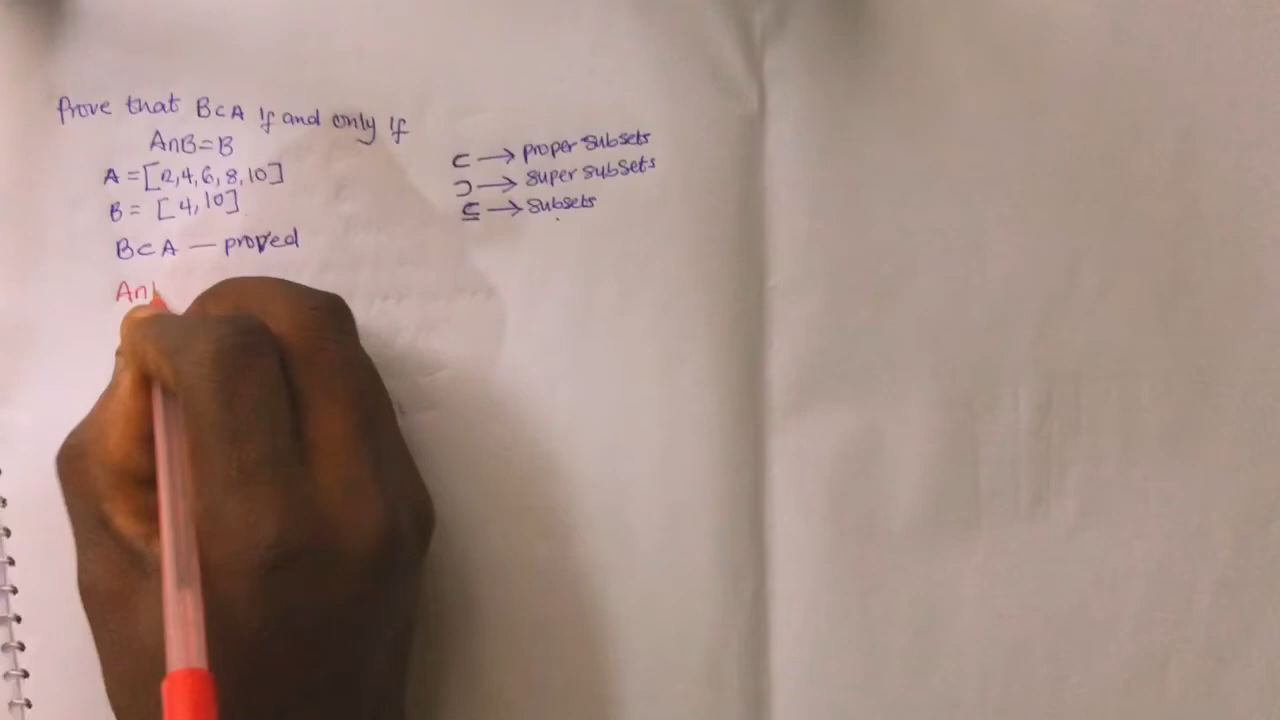 Prove that B⊂A If and only If
A∩B=B
A = [2,4,6,8,10]
B = [4,10]
B⊂A — proved
A∩
⊂ → proper subsets
⊃ → super subsets
⊆ → subsets